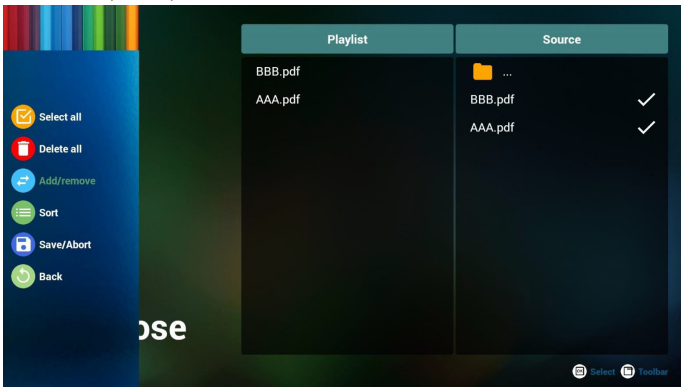 Playlist
Source
BBB.pdf
AAA.pdf
...
BBB.pdf
AAA.pdf
Select all
Delete all
Add/remove
Sort
Save/Abort
Back
ose
Select
Toolbar